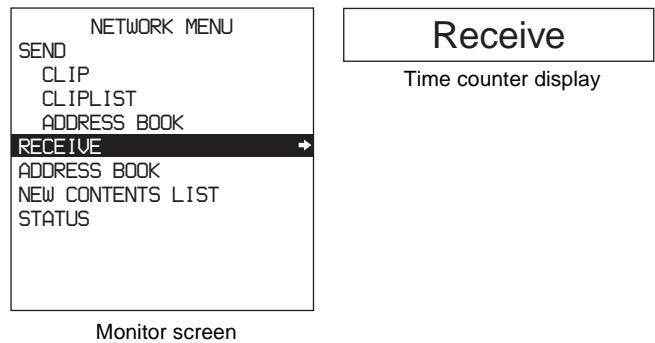 NETWORK MENU
SEND
CLIP
CLIPLIST
ADDRESS BOOK
RECEIVE
ADDRESS BOOK
NEW CONTENTS LIST
STATUS
Monitor screen
Receive
Time counter display